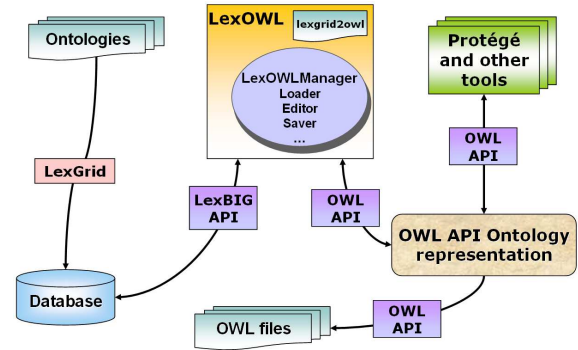 Ontologies
LexOWL
lexgrid2owl
LexOWLManager
Loader
Editor
Saver
...
Protégé
and other
tools
LexGrid
LexBIG
API
OWL
API
OWL
API
OWL API Ontology
representation
Database
OWL files
OWL
API